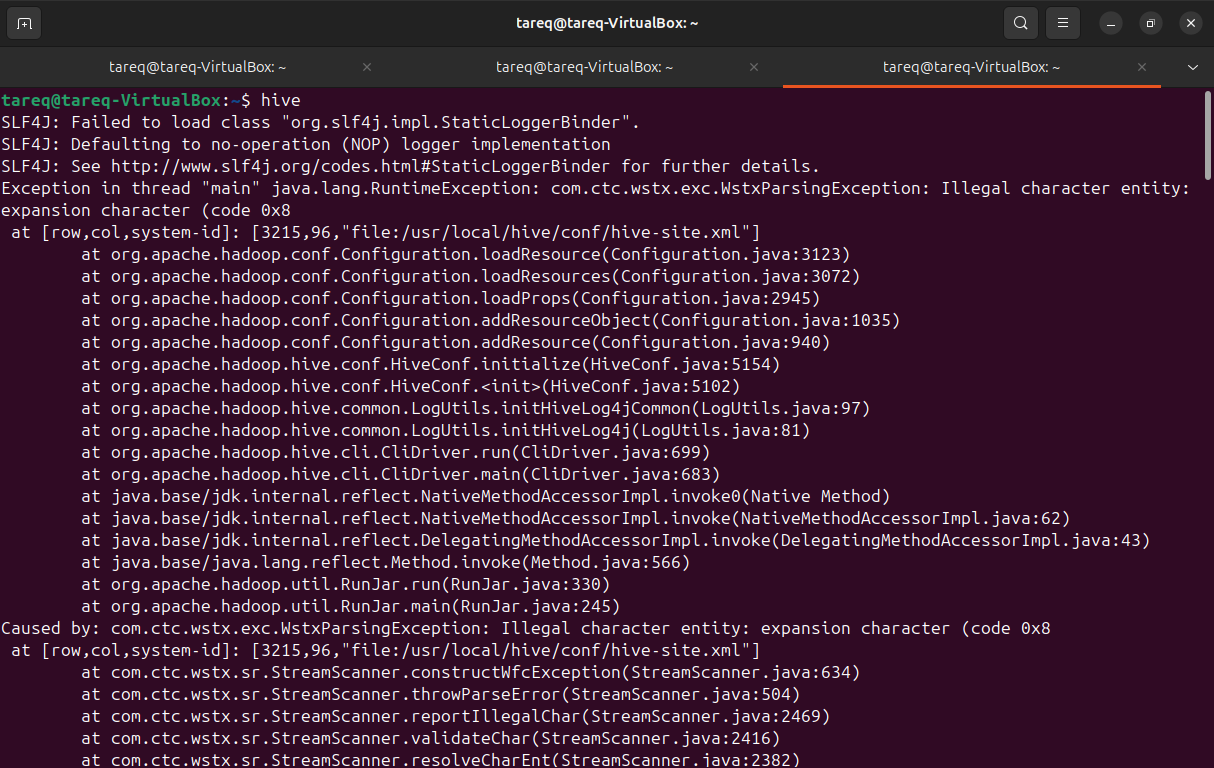 tareq@tareq-VirtualBox: ~
tareq@tareq-VirtualBox: ~
tareq@tareq-VirtualBox: ~
tareq@tareq-VirtualBox: ~
tareq@tareq-VirtualBox:~$ hive
SLF4J: Failed to load class "org.slf4j.impl.StaticLoggerBinder".
SLF4J: Defaulting to no-operation (NOP) logger implementation
SLF4J: See http://www.slf4j.org/codes.html#StaticLoggerBinder for further details.
Exception in thread "main" java.lang.RuntimeException: com.ctc.wstx.exc.WstxParsingException: Illegal character entity:
expansion character (code 0x8
 at [row,col,system-id]: [3215,96,"file:/usr/local/hive/conf/hive-site.xml"]
        at org.apache.hadoop.conf.Configuration.loadResource(Configuration.java:3123)
        at org.apache.hadoop.conf.Configuration.loadResources(Configuration.java:3072)
        at org.apache.hadoop.conf.Configuration.loadProps(Configuration.java:2945)
        at org.apache.hadoop.conf.Configuration.addResourceObject(Configuration.java:1035)
        at org.apache.hadoop.conf.Configuration.addResource(Configuration.java:940)
        at org.apache.hadoop.hive.conf.HiveConf.initialize(HiveConf.java:5154)
        at org.apache.hadoop.hive.conf.HiveConf.<init>(HiveConf.java:5102)
        at org.apache.hadoop.hive.common.LogUtils.initHiveLog4jCommon(LogUtils.java:97)
        at org.apache.hadoop.hive.common.LogUtils.initHiveLog4j(LogUtils.java:81)
        at org.apache.hadoop.hive.cli.CliDriver.run(CliDriver.java:699)
        at org.apache.hadoop.hive.cli.CliDriver.main(CliDriver.java:683)
        at java.base/jdk.internal.reflect.NativeMethodAccessorImpl.invoke0(Native Method)
        at java.base/jdk.internal.reflect.NativeMethodAccessorImpl.invoke(NativeMethodAccessorImpl.java:62)
        at java.base/jdk.internal.reflect.DelegatingMethodAccessorImpl.invoke(DelegatingMethodAccessorImpl.java:43)
        at java.base/java.lang.reflect.Method.invoke(Method.java:566)
        at org.apache.hadoop.util.RunJar.run(RunJar.java:330)
        at org.apache.hadoop.util.RunJar.main(RunJar.java:245)
Caused by: com.ctc.wstx.exc.WstxParsingException: Illegal character entity: expansion character (code 0x8
 at [row,col,system-id]: [3215,96,"file:/usr/local/hive/conf/hive-site.xml"]
        at com.ctc.wstx.sr.StreamScanner.constructWfcException(StreamScanner.java:634)
        at com.ctc.wstx.sr.StreamScanner.throwParseError(StreamScanner.java:504)
        at com.ctc.wstx.sr.StreamScanner.reportIllegalChar(StreamScanner.java:2469)
        at com.ctc.wstx.sr.StreamScanner.validateChar(StreamScanner.java:2416)
        at com.ctc.wstx.sr.StreamScanner.resolveCharEnt(StreamScanner.java:2382)